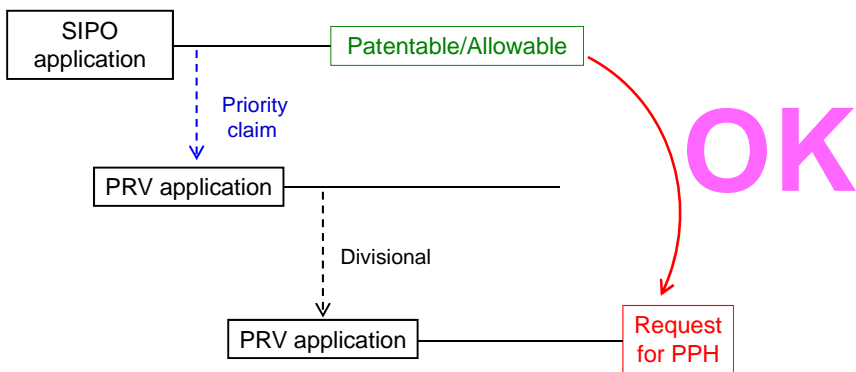 SIPO
application
Patentable/Allowable
Priority
claim
OK
PRV application
Divisional
PRV application
Request
for PPH